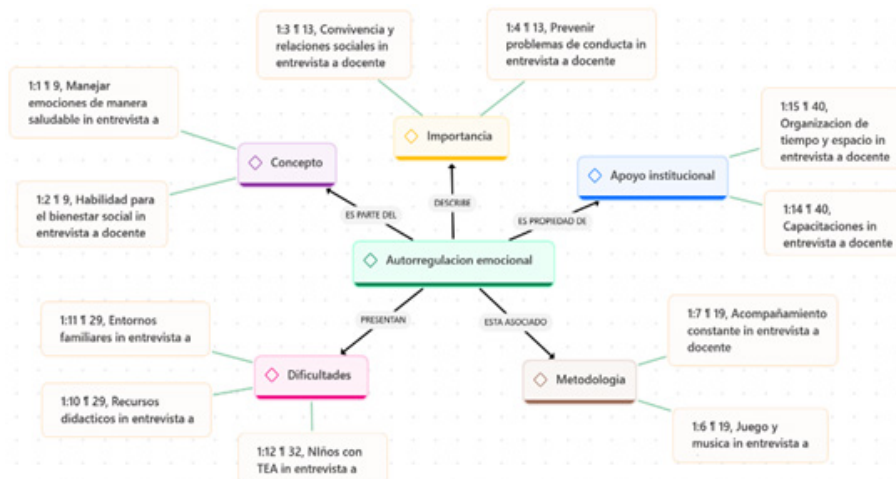 1:3 ¶ 13, Convivencia y
relaciones sociales in
entrevista a docente
1:4 ¶ 13, Prevenir
problemas de conducta in
entrevista a docente
1:1 ¶ 9, Manejar
emociones de manera
saludable in entrevista a
Importancia
1:15 ¶ 40,
Organizacion de
tiempo y espacio in
entrevista a docente
Concepto
Apoyo institucional
1:2 ¶ 9, Habilidad para
el bienestar social in
entrevista a docente
ES PARTE DEL
DESCRIBE
ES PROPIEDAD DE
1:14 ¶ 40,
Capacitaciones in
entrevista a docente
Autorregulacion emocional
1:11 ¶ 29, Entornos
familiares in entrevista a
PRESENTAN
ESTA ASOCIADO
1:7 ¶ 19, Acompañamiento
constante in entrevista a
docente
Dificultades
Metodologia
1:10 ¶ 29, Recursos
didacticos in entrevista a
1:12 ¶ 32, NIños con
TEA in entrevista a
1:6 ¶ 19, Juego y
musica in entrevista a